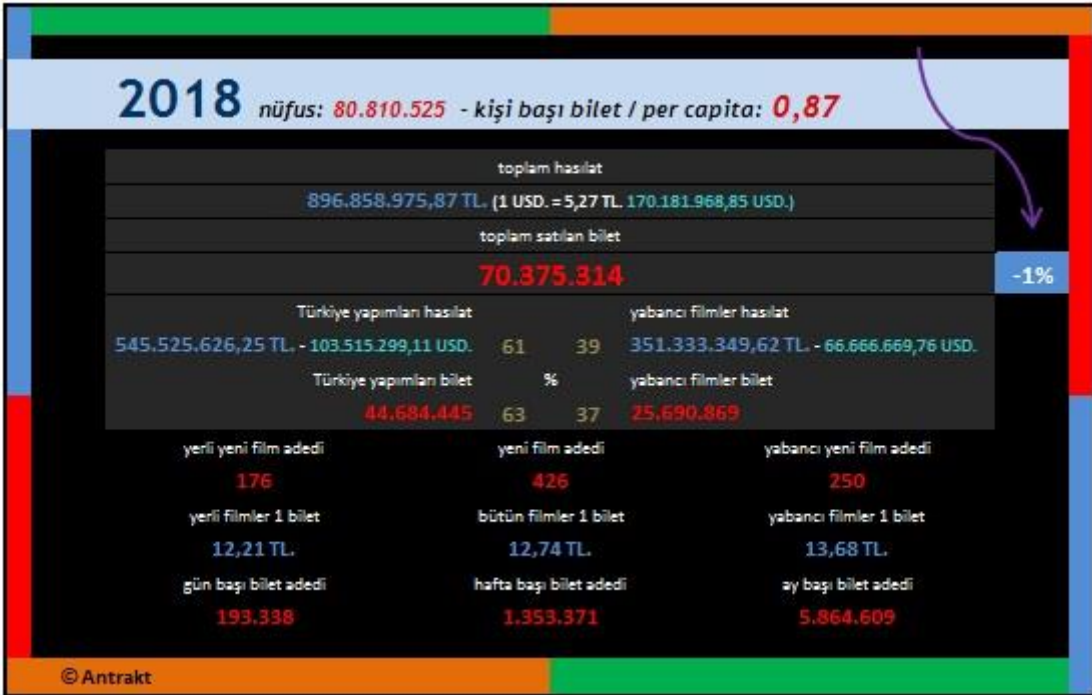 2018 nüfus: 80.810.525 - kişi başı bilet / per capita: 0,87
toplam hasılat
896.858.975,87 TL. (1 USD. = 5,27 TL. 170.181.968,85 USD.)
toplam satılan bilet
70.375.314
-1%
Türkiye yapımları hasılat yabancı filmler hasılat
545.525.626,25 TL. - 103.515.299,11 USD. 61 39 351.333.349,62 TL. - 66.666.669,76 USD.
Türkiye yapımları bilet % yabancı filmler bilet
44.684.445 63 37 25.690.869
yerli yeni film adedi yeni film adedi yabancı yeni film adedi
176 426 250
yerli filmler 1 bilet bütün filmler 1 bilet yabancı filmler 1 bilet
12,21 TL. 12,74 TL. 13,68 TL.
gün başı bilet adedi hafta başı bilet adedi ay başı bilet adedi
193.338 1.353.371 5.864.609
© Antrakt